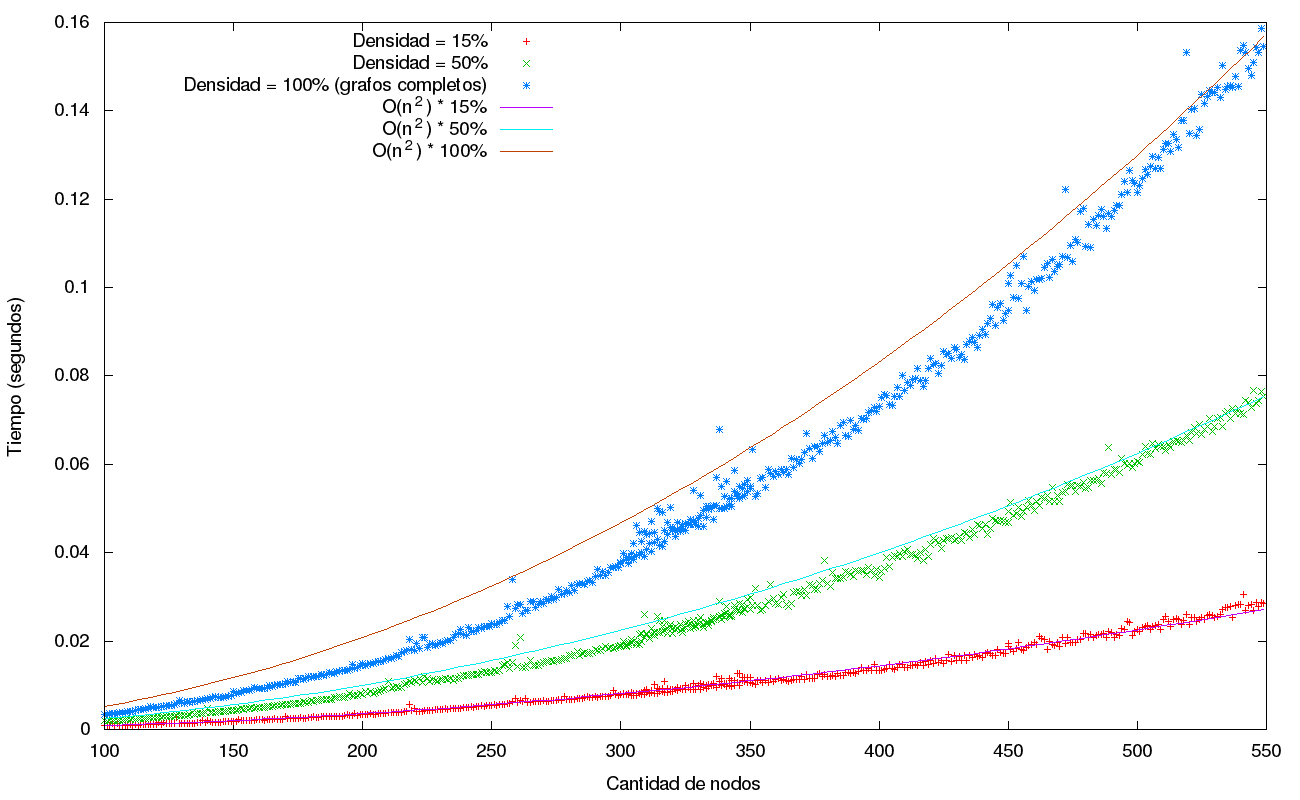 0.16
0.14
0.12
0.1
0.08
0.06
0.04
0.02
0
Tiempo (segundos)
Densidad = 15%
Densidad = 50%
Densidad = 100% (grafos completos)
O(n²) * 15%
O(n²) * 50%
O(n²) * 100%
100 150 200 250 300 350 400 450 500 550
Cantidad de nodos